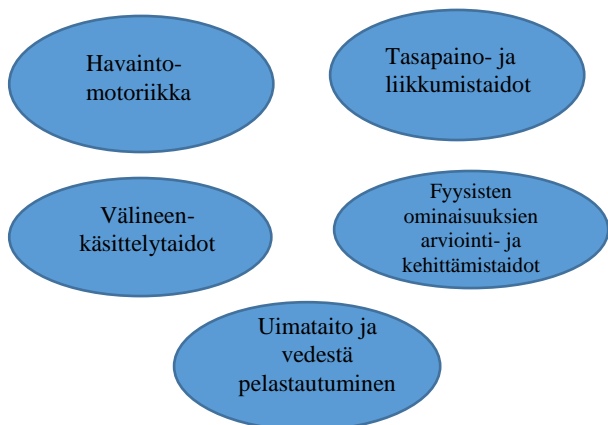 Havainto-
motoriikka
Tasapaino- ja
liikkumistaidot
Välineen-
käsittelytaidot
Fyysisten
ominaisuuksien
arviointi- ja
kehittämistaidot
Uimataito ja
vedestä
pelastautuminen